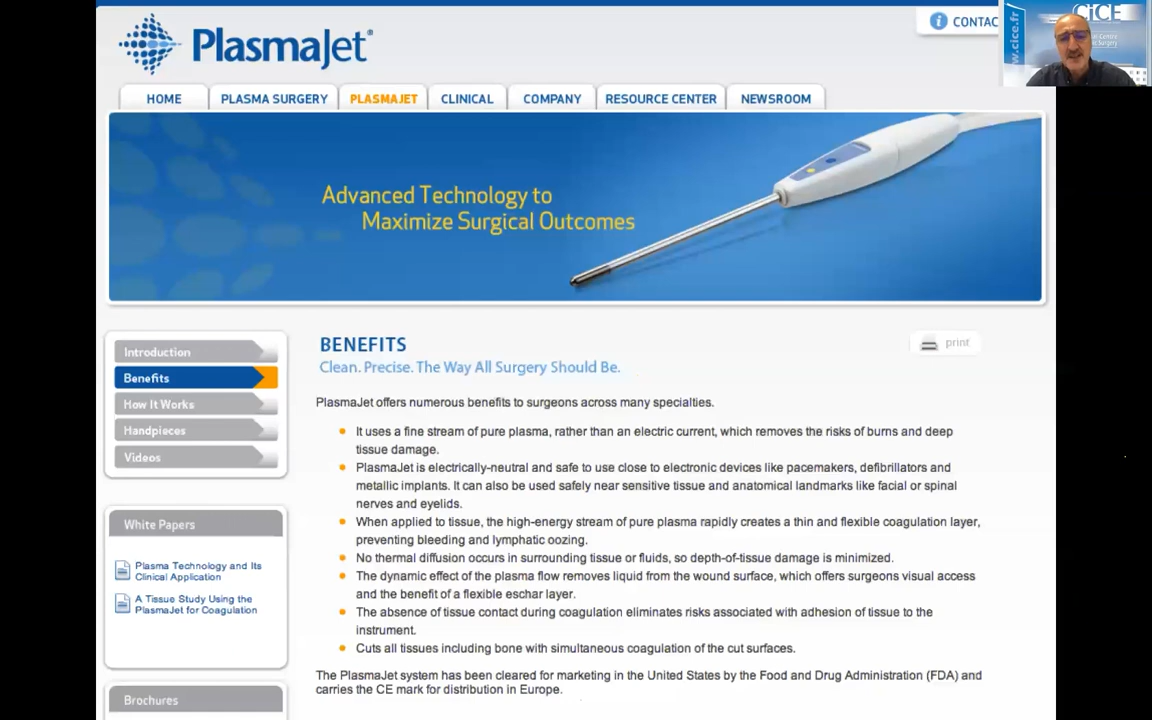 PlasmaJet®
CONTAC
HOME
PLASMA SURGERY
PLASMAJET
CLINICAL
COMPANY
RESOURCE CENTER
NEWSROOM
www.cice.fr
CiCE
Advanced Technology to
Maximize Surgical Outcomes
Introduction
Benefits
How It Works
Handpieces
Videos
White Papers
Plasma Technology and Its
Clinical Application
A Tissue Study Using the
PlasmaJet for Coagulation
Brochures
BENEFITS
print
Clean. Precise. The Way All Surgery Should Be.
PlasmaJet offers numerous benefits to surgeons across many specialties.
It uses a fine stream of pure plasma, rather than an electric current, which removes the risks of burns and deep
tissue damage.
PlasmaJet is electrically-neutral and safe to use close to electronic devices like pacemakers, defibrillators and
metallic implants. It can also be used safely near sensitive tissue and anatomical landmarks like facial or spinal
nerves and eyelids.
When applied to tissue, the high-energy stream of pure plasma rapidly creates a thin and flexible coagulation layer,
preventing bleeding and lymphatic oozing.
No thermal diffusion occurs in surrounding tissue or fluids, so depth-of-tissue damage is minimized.
The dynamic effect of the plasma flow removes liquid from the wound surface, which offers surgeons visual access
and the benefit of a flexible eschar layer.
The absence of tissue contact during coagulation eliminates risks associated with adhesion of tissue to the
instrument.
Cuts all tissues including bone with simultaneous coagulation of the cut surfaces.
The PlasmaJet system has been cleared for marketing in the United States by the Food and Drug Administration (FDA) and
carries the CE mark for distribution in Europe.